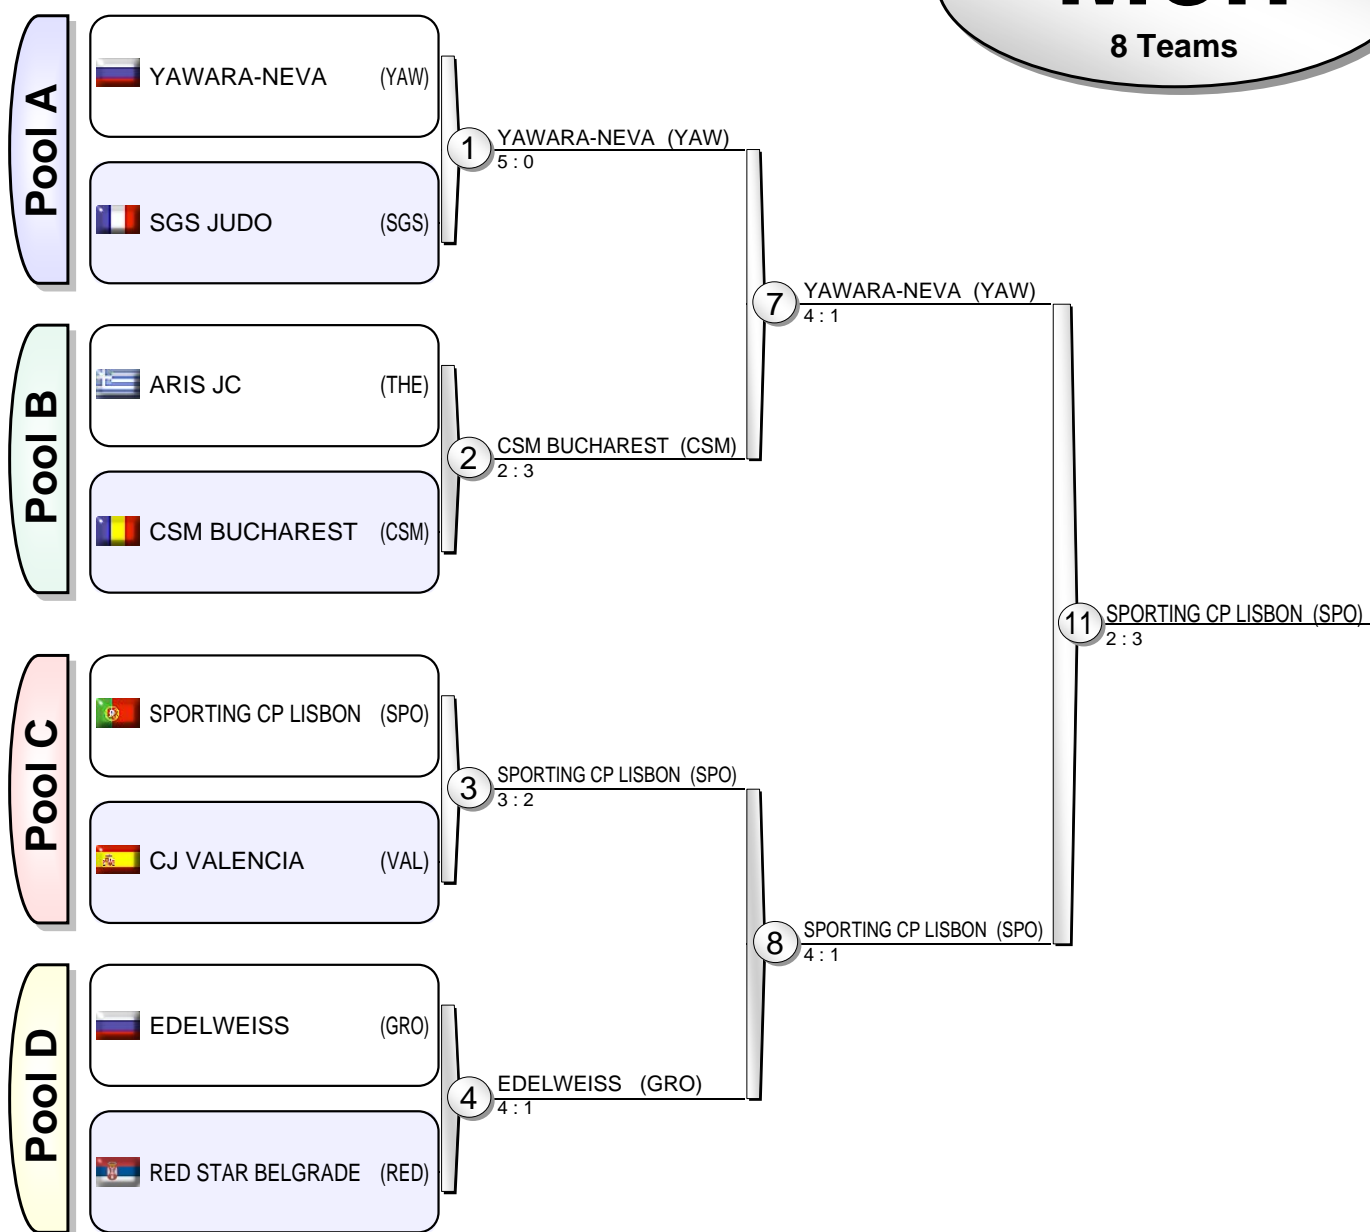 8 Teams
Pool A
YAWARA-NEVA (YAW)
SGS JUDO (SGS)
1
YAWARA-NEVA (YAW)
5 : 0
Pool B
ARIS JC (THE)
CSM BUCHAREST (CSM)
2
CSM BUCHAREST (CSM)
2 : 3
7
YAWARA-NEVA (YAW)
4 : 1
Pool C
SPORTING CP LISBON (SPO)
CJ VALENCIA (VAL)
3
SPORTING CP LISBON (SPO)
3 : 2
Pool D
EDELWEISS (GRO)
RED STAR BELGRADE (RED)
4
EDELWEISS (GRO)
4 : 1
8
SPORTING CP LISBON (SPO)
4 : 1
11
SPORTING CP LISBON (SPO)
2 : 3